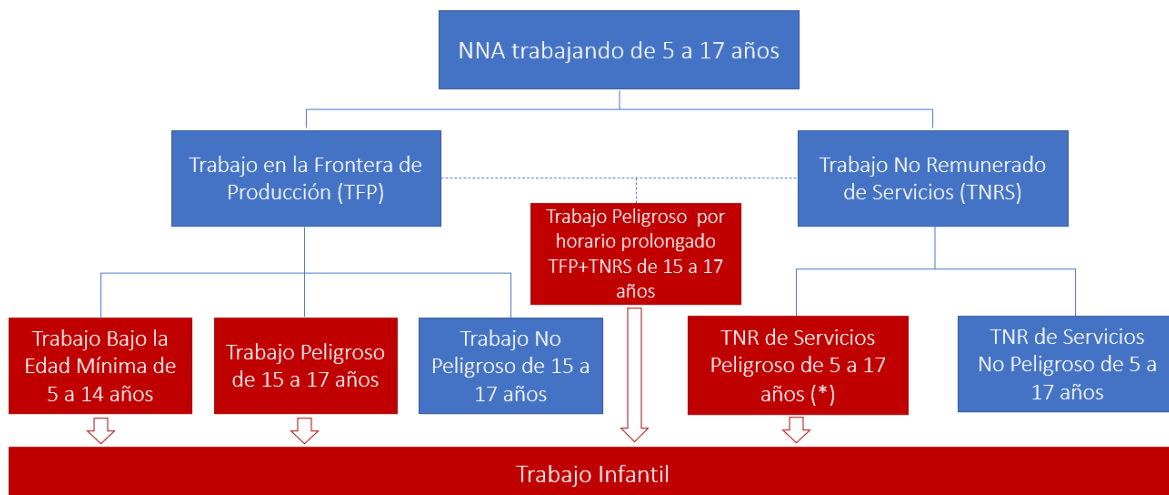 NNA trabajando de 5 a 17 años
Trabajo en la Frontera de
Producción (TFP)
Trabajo No Remunerado
de Servicios (TNRS)
Trabajo Peligroso por
horario prolongado
TFP+TNRS de 15 a 17
años
Trabajo Bajo la
Edad Mínima de
5 a 14 años
Trabajo Peligroso
de 15 a 17 años
Trabajo No
Peligroso de 15 a
17 años
TNR de Servicios
Peligroso de 5 a 17
años (*)
TNR de Servicios
No Peligroso de 5 a
17 años
Trabajo Infantil